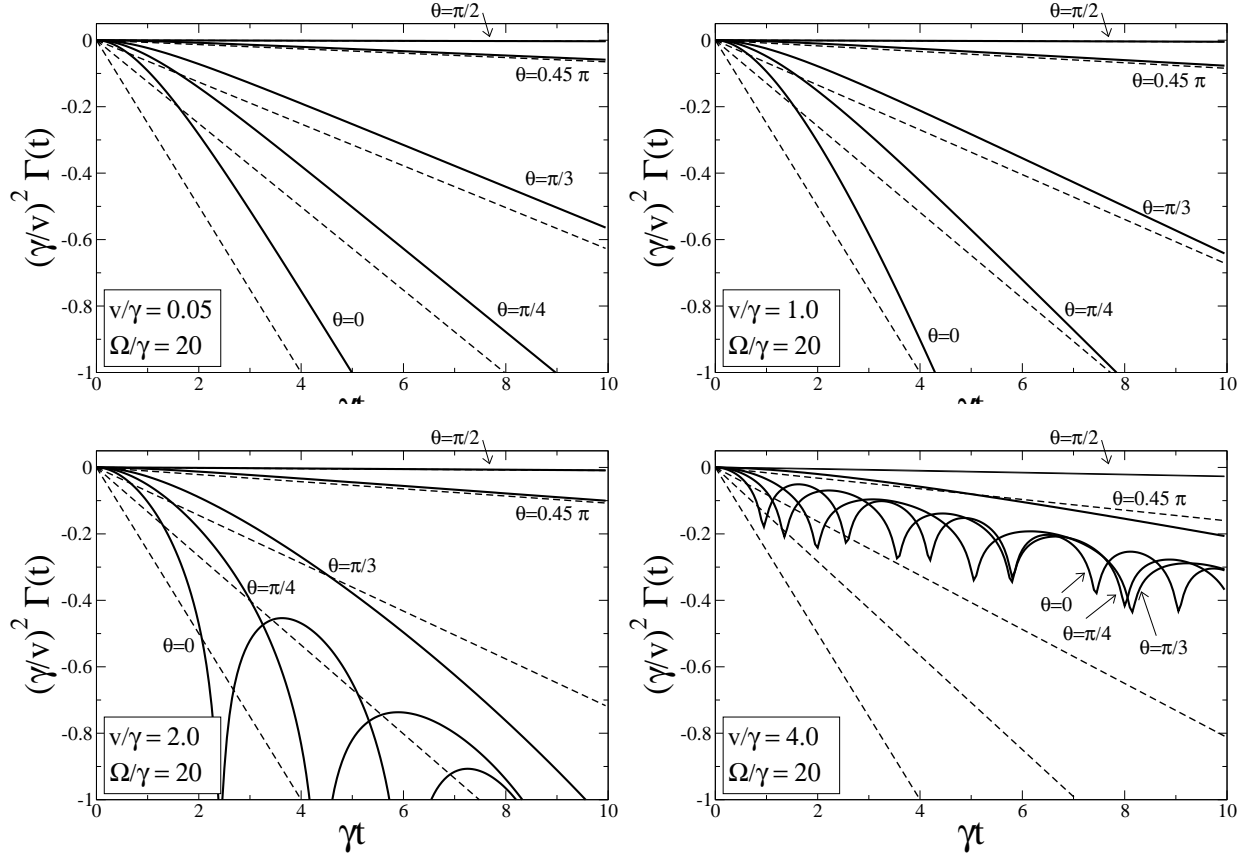 θ=π/2
θ=π/2
0
-0.2
-0.4
-0.6
-0.8
-1
(γ/v)² Γ(t)
θ=0.45 π
θ=π/3
θ=π/4
θ=0
v/γ = 0.05
Ω/γ = 20
0 2 4 6 8 10
γt
0
-0.2
-0.4
-0.6
-0.8
-1
(γ/v)² Γ(t)
θ=0.45 π
θ=π/3
θ=π/4
θ=0
v/γ = 1.0
Ω/γ = 20
0 2 4 6 8 10
γt
θ=π/2
0
-0.2
-0.4
-0.6
-0.8
-1
(γ/v)² Γ(t)
θ=0.45 π
θ=π/3
θ=π/4
θ=0
v/γ = 2.0
Ω/γ = 20
0 2 4 6 8 10
γt
θ=π/2
0
-0.2
-0.4
-0.6
-0.8
-1
(γ/v)² Γ(t)
θ=0.45 π
θ=0
θ=π/4
θ=π/3
v/γ = 4.0
Ω/γ = 20
0 2 4 6 8 10
γt